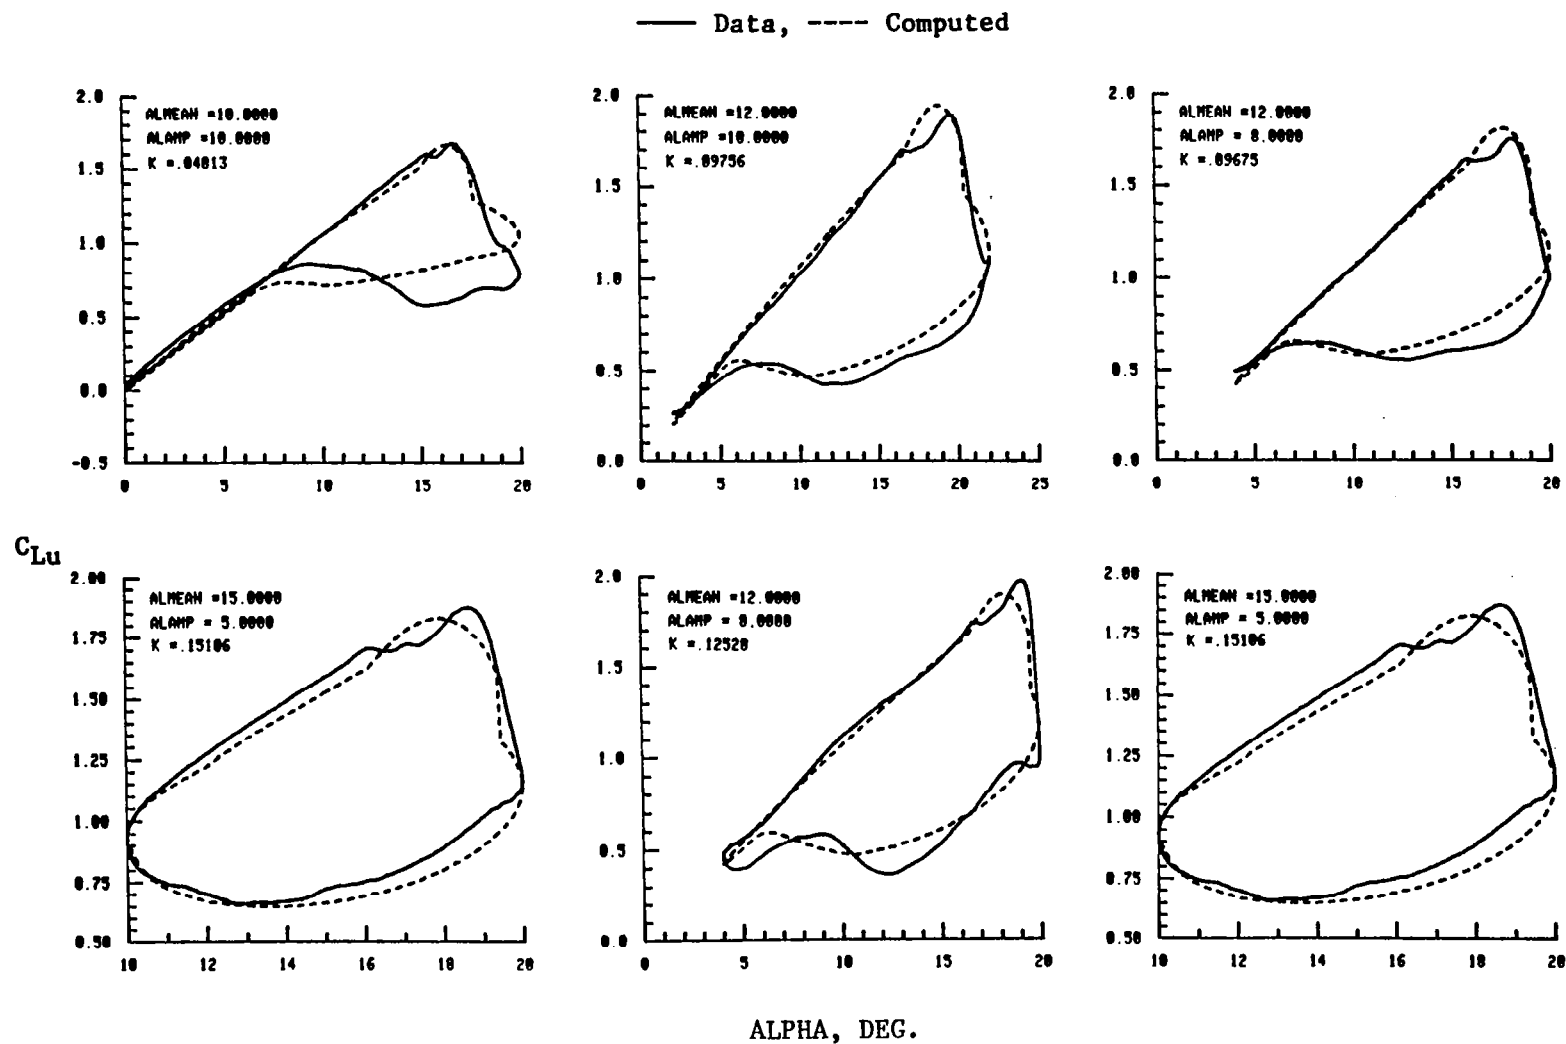 Data, Computed
ALMEAN =10.0000
ALAMP =10.0000
K =.04013
2.0
1.5
1.0
0.5
0.0
-0.5
0 5 10 15 20
ALMEAN =12.0000
ALAMP =10.0000
K =.09756
2.0
1.5
1.0
0.5
0.0
0 5 10 15 20 25
ALMEAN =12.0000
ALAMP = 8.0000
K =.09675
2.0
1.5
1.0
0.5
0.0
0 5 10 15 20
CLu
ALMEAN =15.0000
ALAMP = 5.0000
K =.15106
2.00
1.75
1.50
1.25
1.00
0.75
0.50
10 12 14 16 18 20
ALMEAN =12.0000
ALAMP = 8.0000
K =.12520
2.0
1.5
1.0
0.5
0.0
0 5 10 15 20
ALMEAN =15.0000
ALAMP = 5.0000
K =.15106
2.00
1.75
1.50
1.25
1.00
0.75
0.50
10 12 14 16 18 20
ALPHA, DEG.